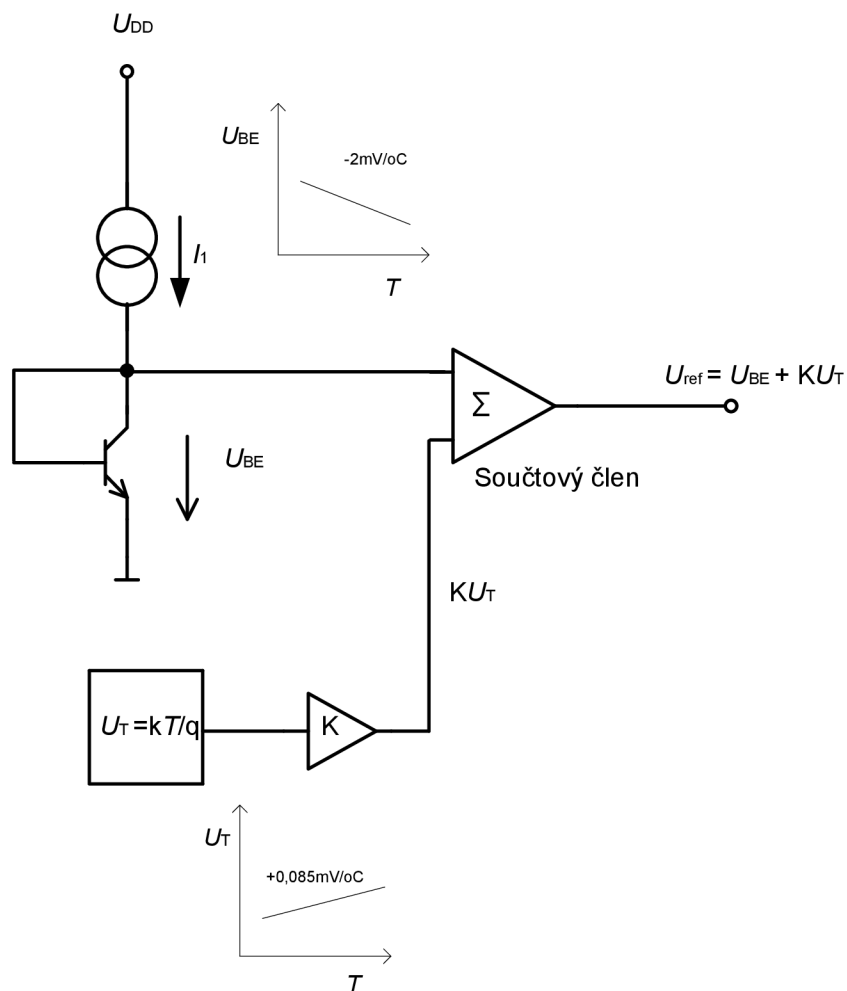 UDD
UBE
-2mV/oC
I1
T
Uref = UBE + KUT
Σ
UBE
Součtový člen
KUT
UT =kT/q
K
UT
+0,085mV/oC
T